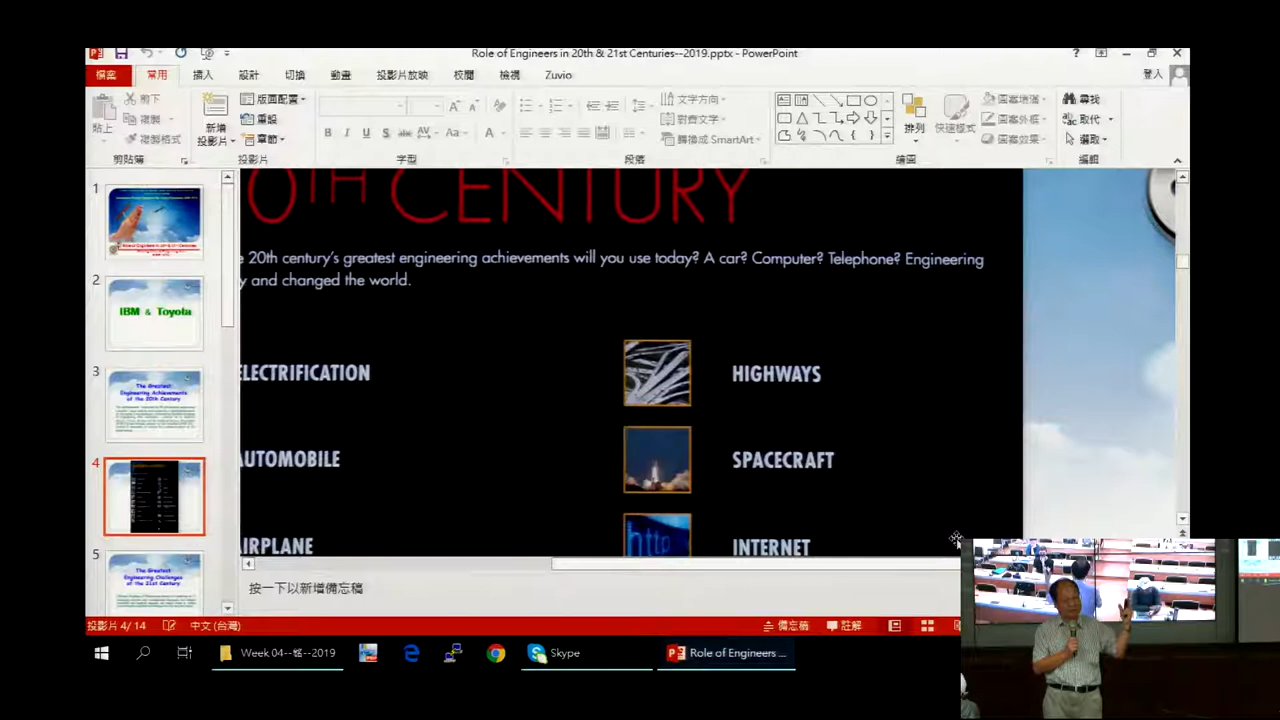 Role of Engineers in 20th & 21st Centuries--2019.pptx - PowerPoint
?
檔案 常用 插入 設計 切換 動畫 投影片放映 校閱 檢視 Zuvio 登入
貼上 剪下 複製 複製格式 剪貼簿
新增投影片 版面配置 重設 章節 投影片
B I U S abc AV Aa A 字型
文字方向 對齊文字 轉換成 SmartArt 段落
排列 快速樣式 圖案填滿 圖案外框 圖案效果 繪圖
尋找 取代 選取 編輯
1
2
IBM & Toyota
3
The Greatest
Engineering Achievements
of the 20th Century
4
5
The Greatest
Engineering Challenges
of the 21st Century
0TH CENTURY
e 20th century's greatest engineering achievements will you use today? A car? Computer? Telephone? Engineering
y and changed the world.
LECTRIFICATION HIGHWAYS
AUTOMOBILE SPACECRAFT
http
IRPLANE INTERNET
按一下以新增備忘稿
投影片 4/14 中文 (台灣) 備忘稿 註解
Week 04--翁--2019 Skype Role of Engineers ...